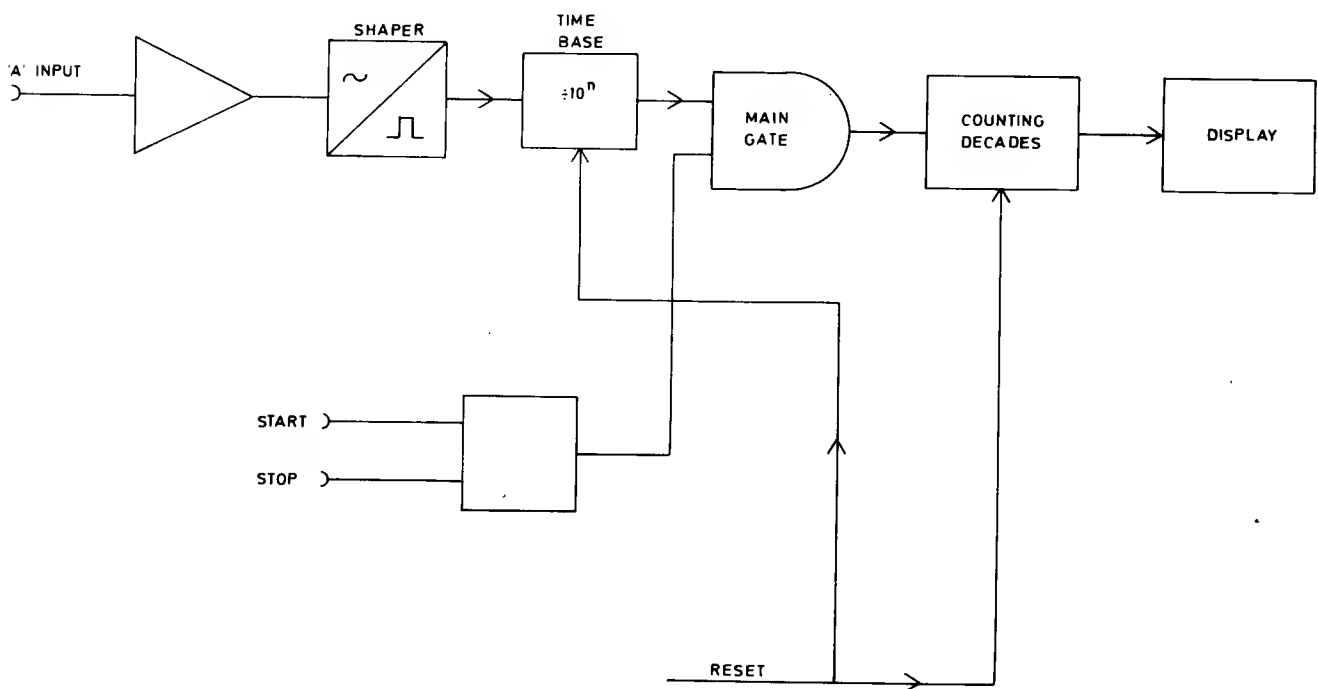 SHAPER
TIME
BASE
'A' INPUT
÷10ⁿ
MAIN
GATE
COUNTING
DECADES
DISPLAY
START
STOP
RESET